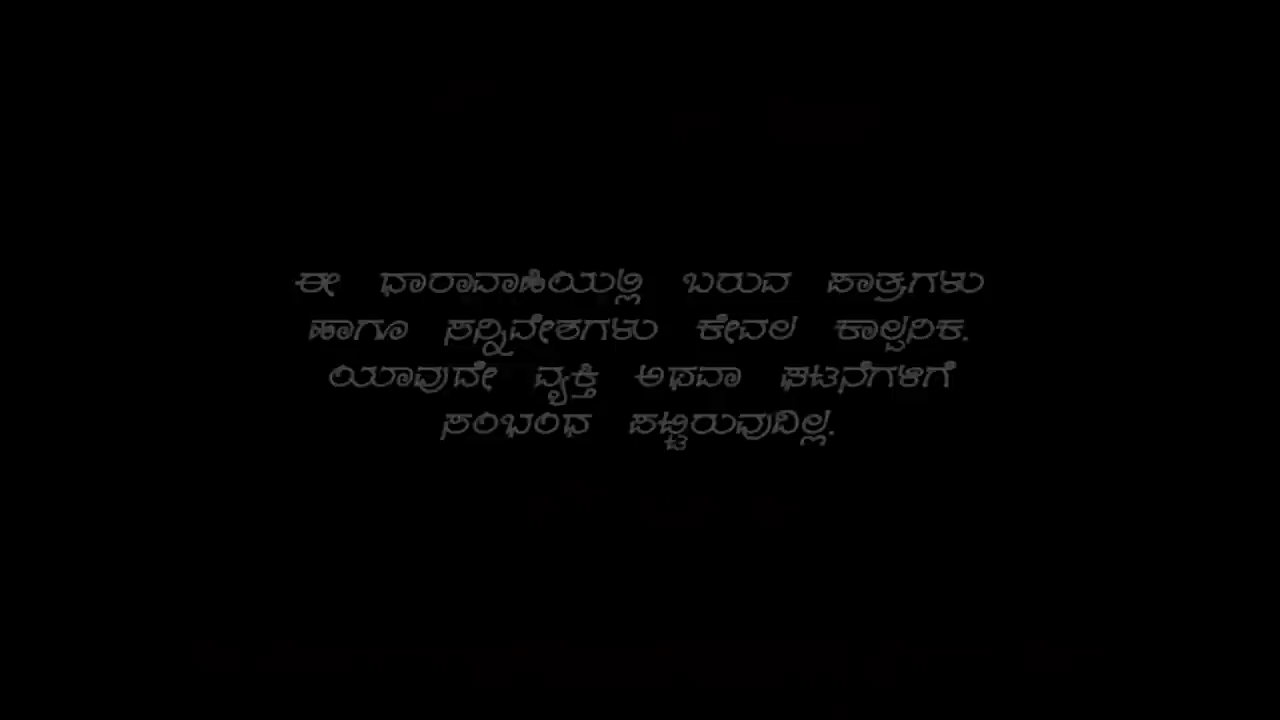 ಈ ಧಾರಾವಾಹಿಯಲ್ಲಿ ಬರುವ ಪಾತ್ರಗಳು
ಹಾಗೂ ಸನ್ನಿವೇಶಗಳು ಕೇವಲ ಕಾಲ್ಪನಿಕ.
ಯಾವುದೇ ವ್ಯಕ್ತಿ ಅಥವಾ ಘಟನೆಗಳಿಗೆ
ಸಂಬಂಧ ಪಟ್ಟಿರುವುದಿಲ್ಲ.